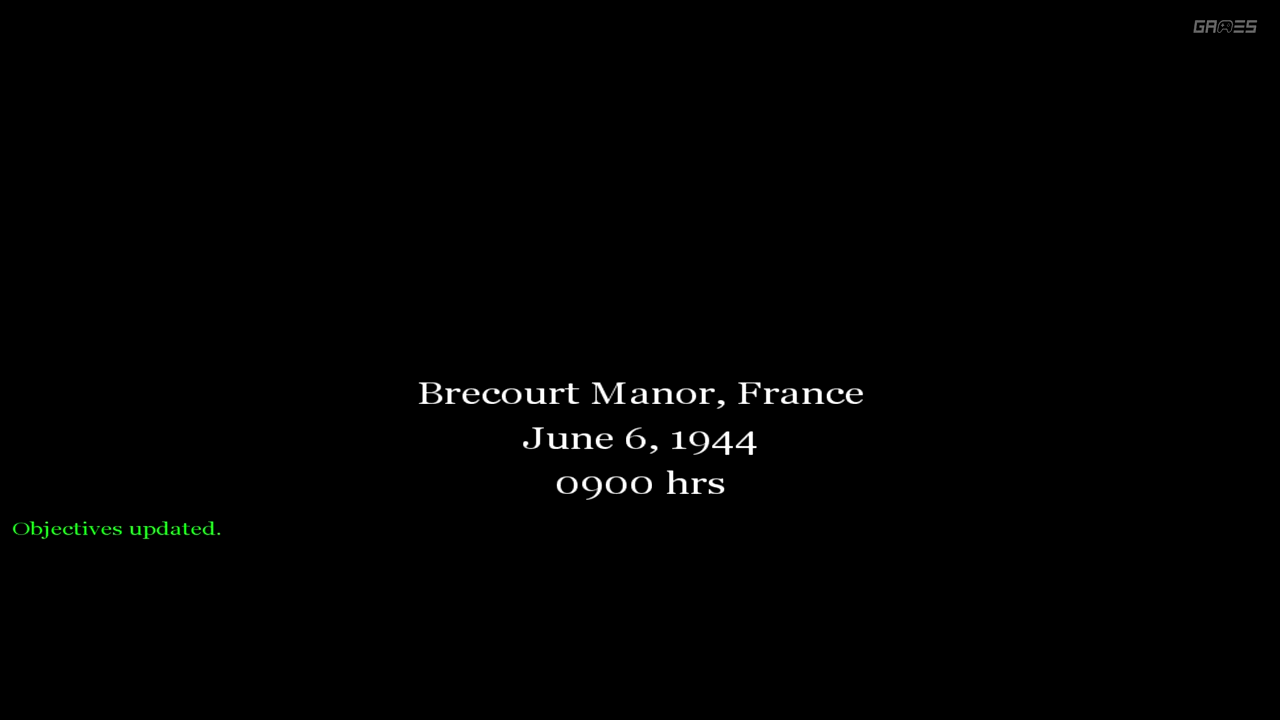 GAMES
Brecourt Manor, France
June 6, 1944
0900 hrs
Objectives updated.